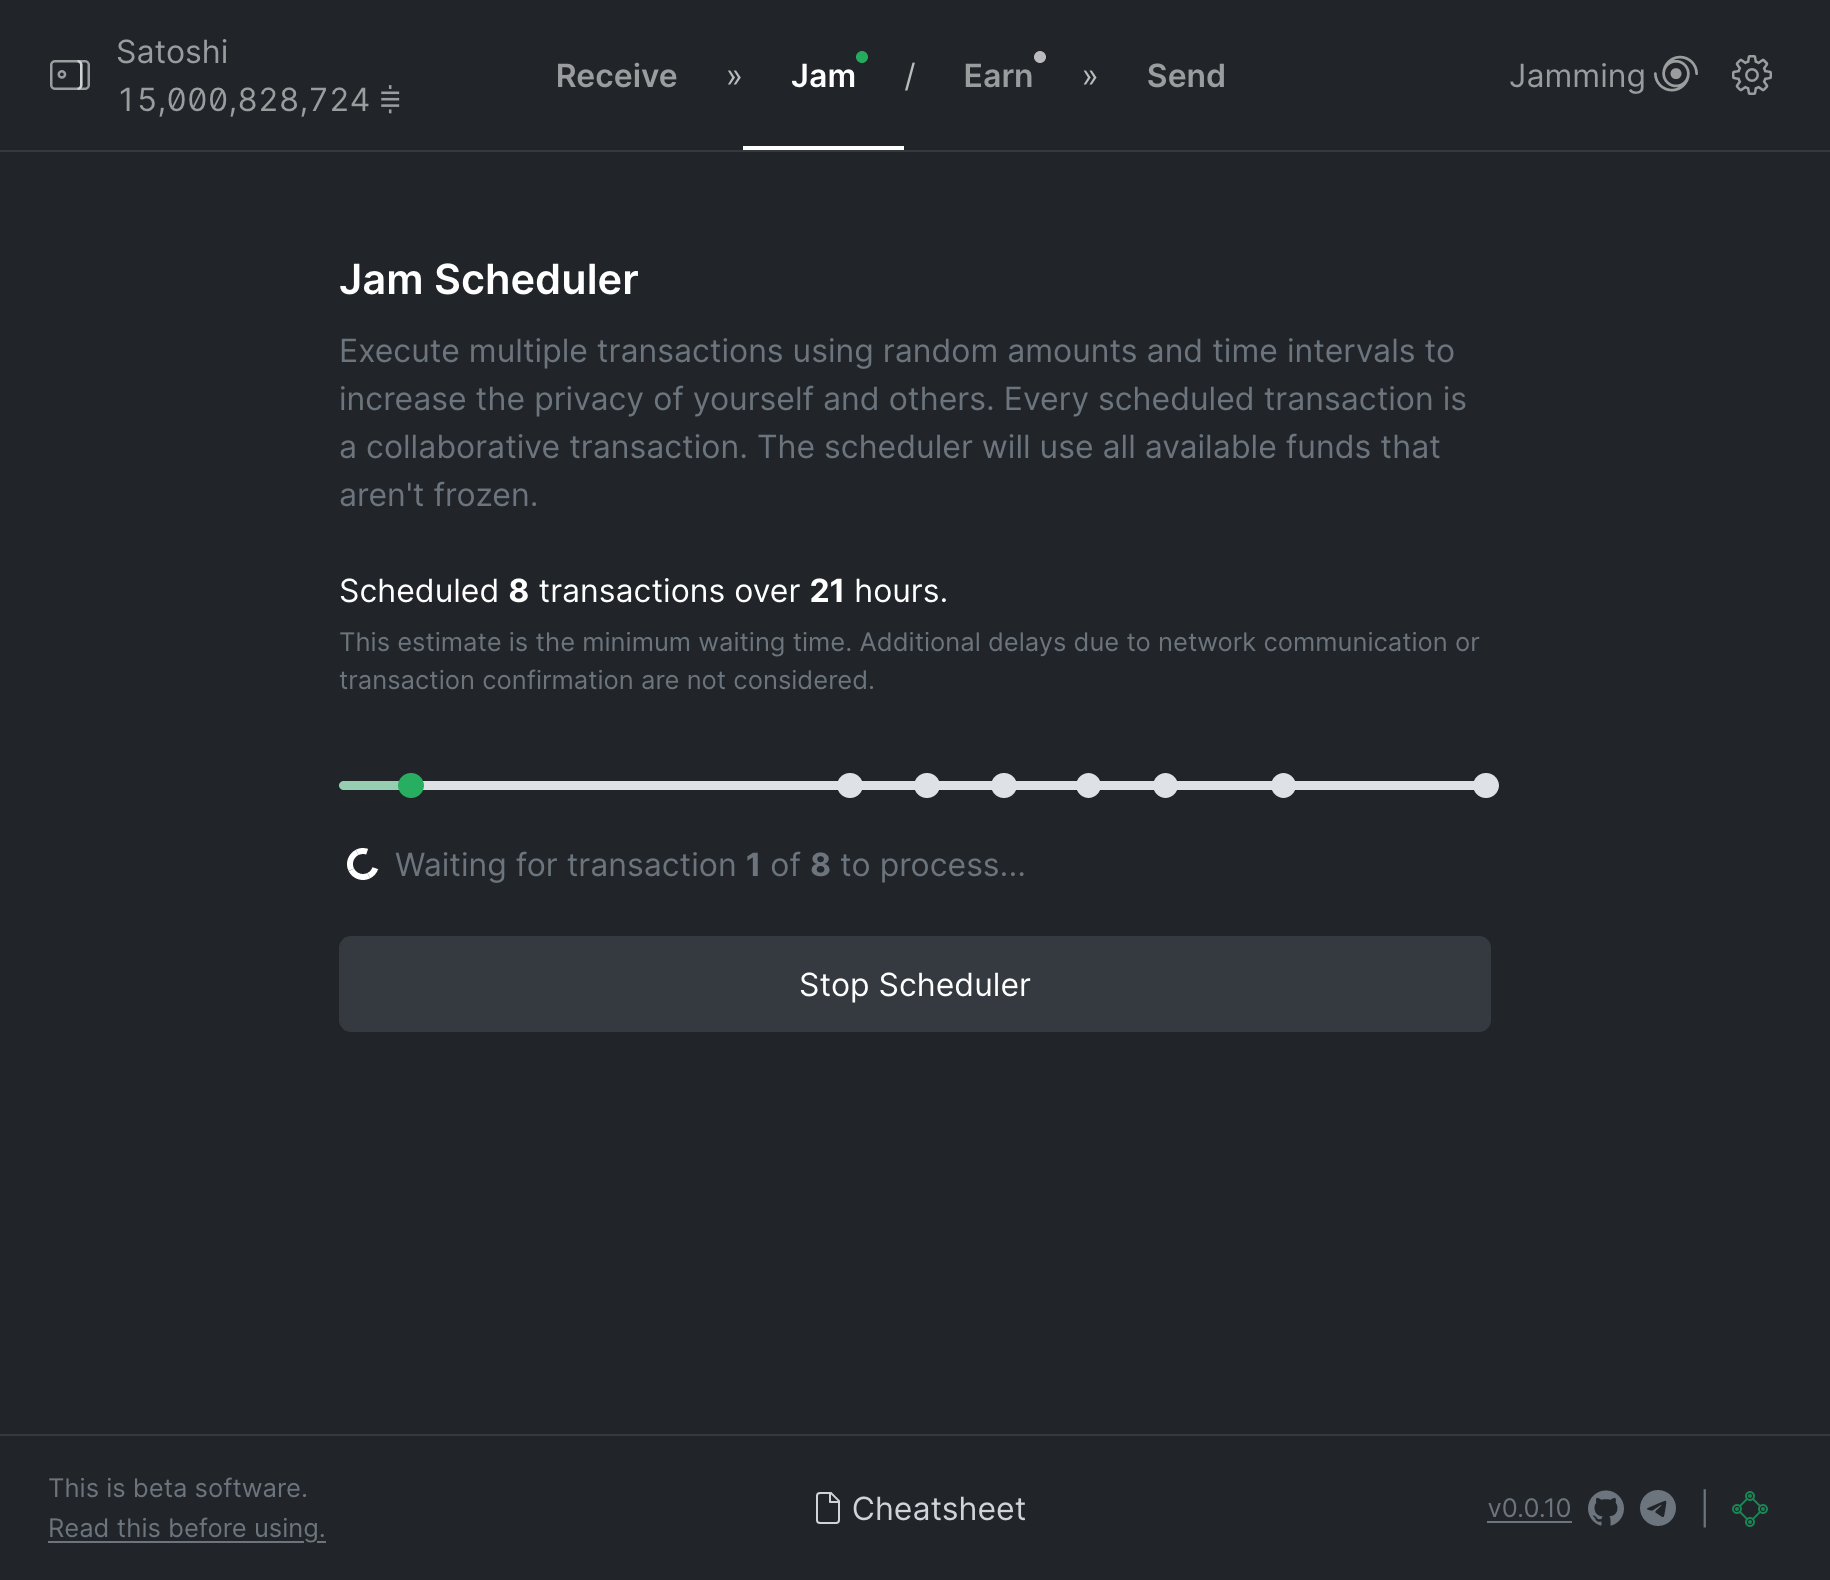 Satoshi
15,000,828,724
Receive » Jam / Earn » Send
Jamming
Jam Scheduler
Execute multiple transactions using random amounts and time intervals to
increase the privacy of yourself and others. Every scheduled transaction is
a collaborative transaction. The scheduler will use all available funds that
aren't frozen.
Scheduled 8 transactions over 21 hours.
This estimate is the minimum waiting time. Additional delays due to network communication or
transaction confirmation are not considered.
Waiting for transaction 1 of 8 to process...
Stop Scheduler
This is beta software.
Read this before using.
Cheatsheet
v0.0.10